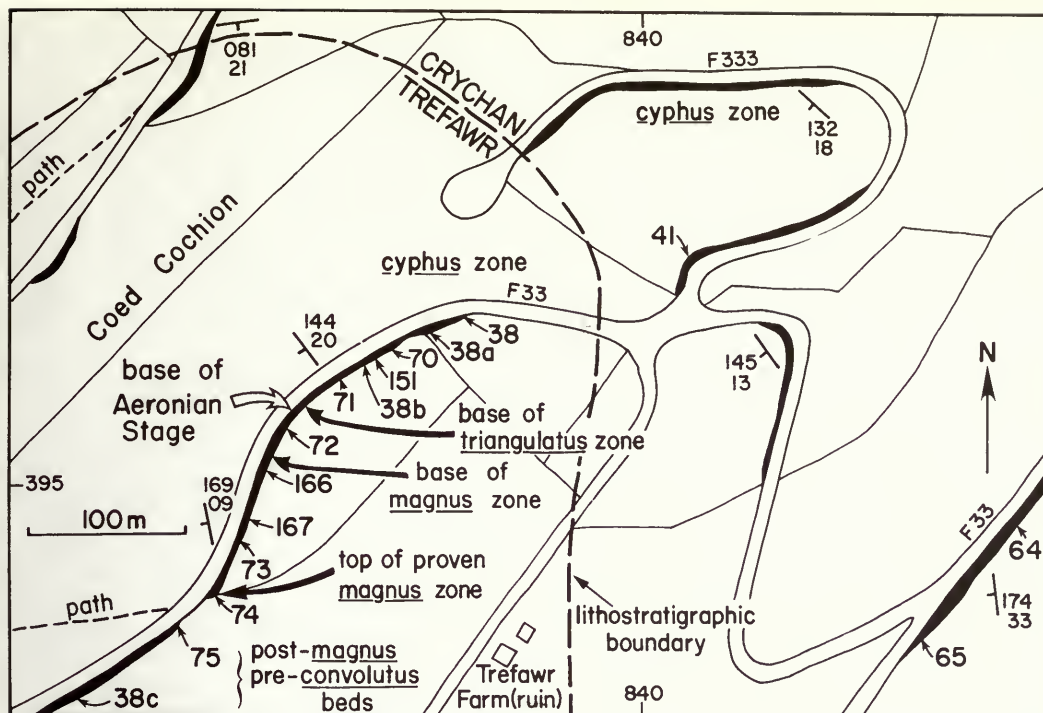 840
081
21
CRYCHAN
TREFAWR
F333
cyphus zone
132
18
path
Coed Cochion
41
cyphus zone
F33
144
20
38
38a
70
151
38b
71
145
13
N
base of
Aeronian
Stage
base of
triangulatus zone
72
base of
magnus zone
166
395
169
09
100m
167
F33
64
73
top of proven
magnus zone
74
path
lithostratigraphic
boundary
174
33
75
post-magnus
pre-convolutus
beds
65
38c
Trefawr
Farm(ruin)
840